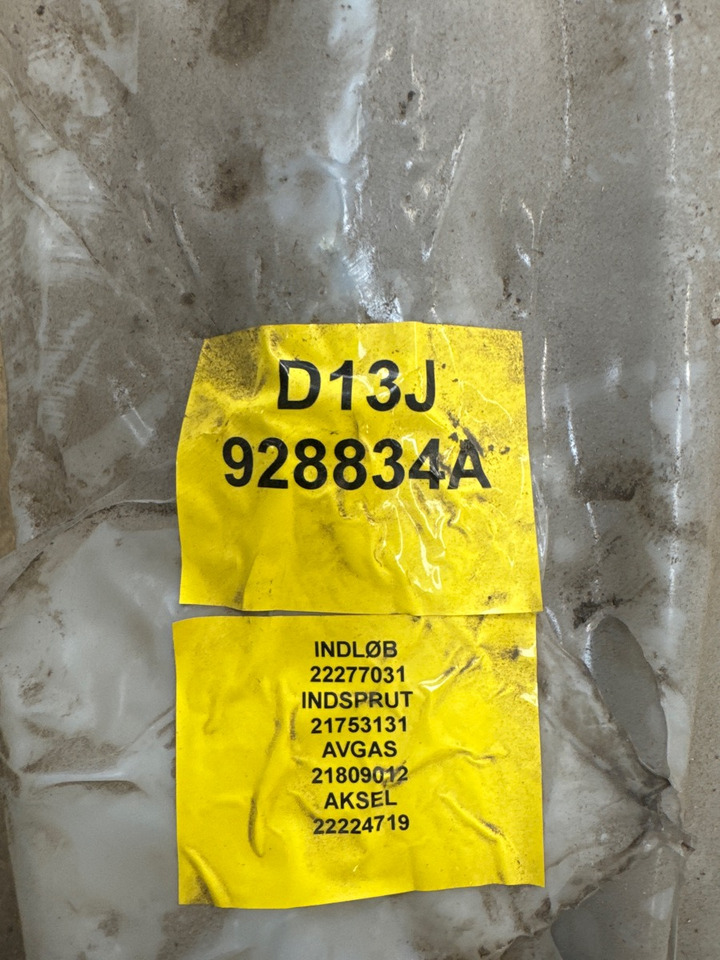 D13J
928834A
INDLØB
22277031
INDSPRUT
21753131
AVGAS
21809012
AKSEL
22224719